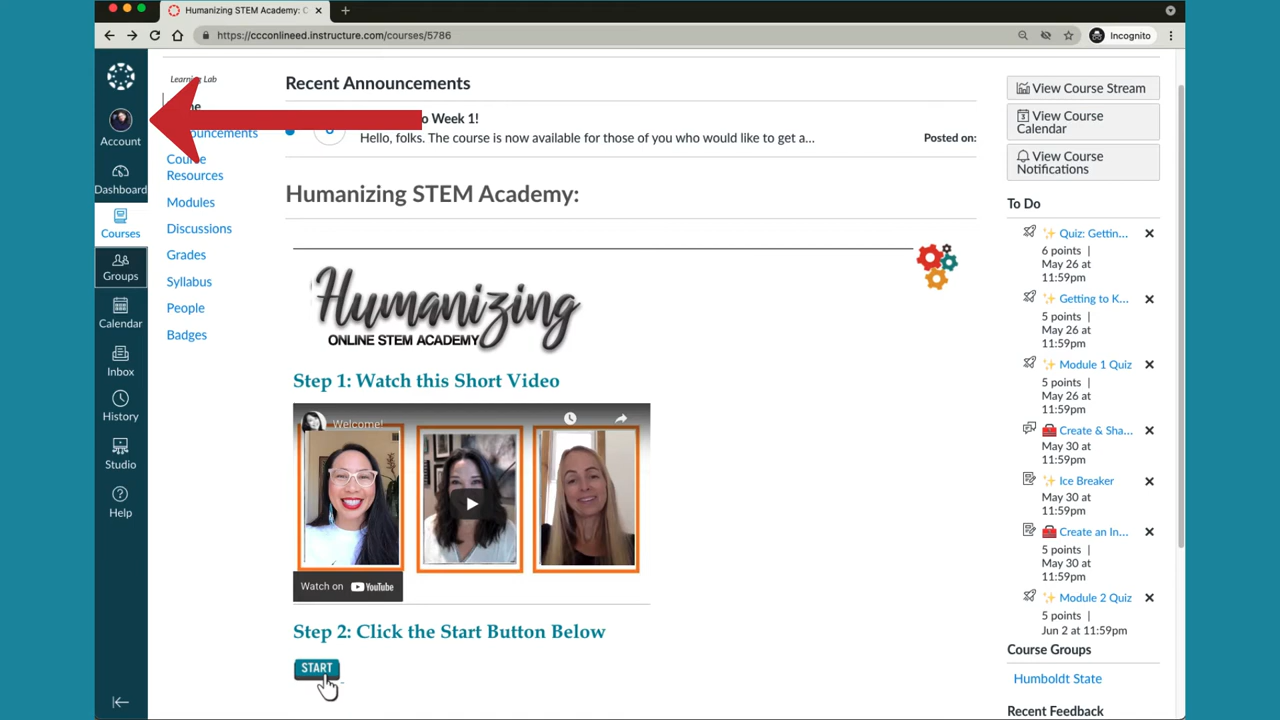 Humanizing STEM Academy: C
https://ccconlineed.instructure.com/courses/5786
Incognito
Account
Dashboard
Courses
Groups
Calendar
Inbox
History
Studio
Help
Learning Lab
Course
Resources
Modules
Discussions
Grades
Syllabus
People
Badges
Recent Announcements
o Week 1!
Hello, folks. The course is now available for those of you who would like to get a...
Posted on:
Humanizing STEM Academy:
Humanizing
ONLINE STEM ACADEMY
Step 1: Watch this Short Video
Welcome!
Watch on YouTube
Step 2: Click the Start Button Below
START
View Course Stream
View Course
Calendar
View Course
Notifications
To Do
Quiz: Gettin...
6 points |
May 26 at
11:59pm
Getting to K...
5 points |
May 26 at
11:59pm
Module 1 Quiz
5 points |
May 26 at
11:59pm
Create & Sha...
May 30 at
11:59pm
Ice Breaker
May 30 at
11:59pm
Create an In...
5 points |
May 30 at
11:59pm
Module 2 Quiz
5 points |
Jun 2 at 11:59pm
Course Groups
Humboldt State
Recent Feedback